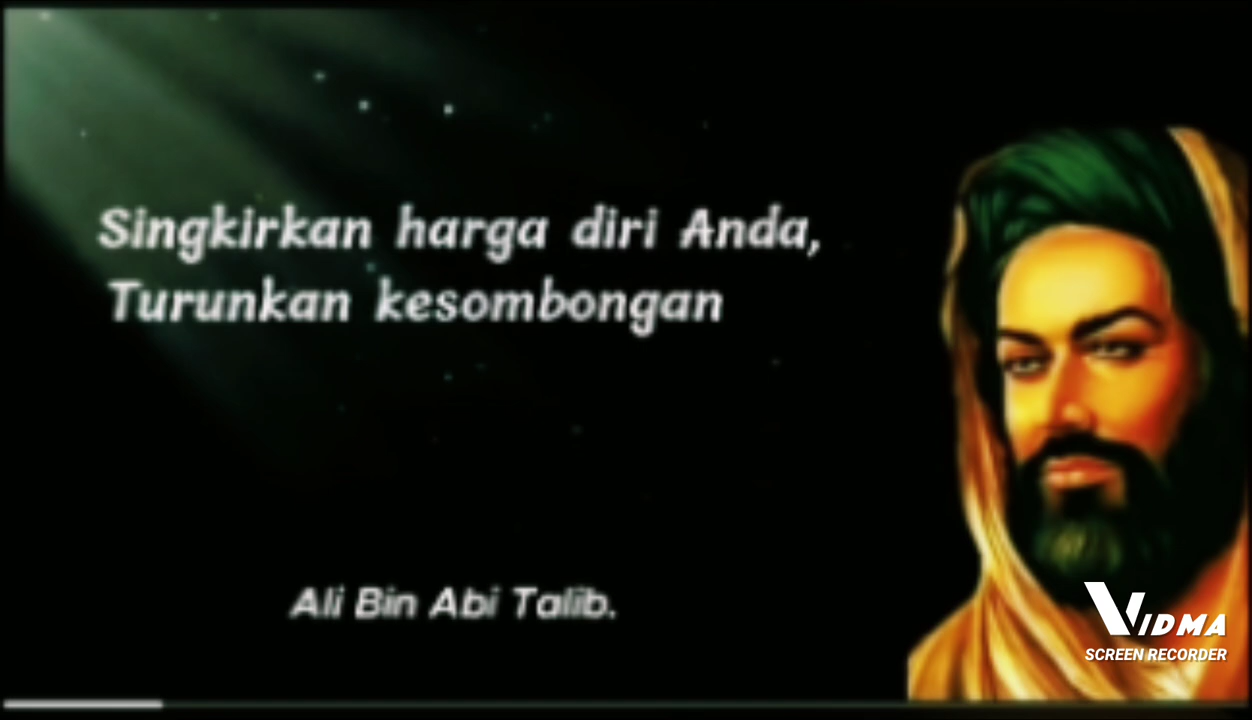 Singkirkan harga diri Anda,
Turunkan kesombongan
Ali Bin Abi Talib.
VIDMA
SCREEN RECORDER